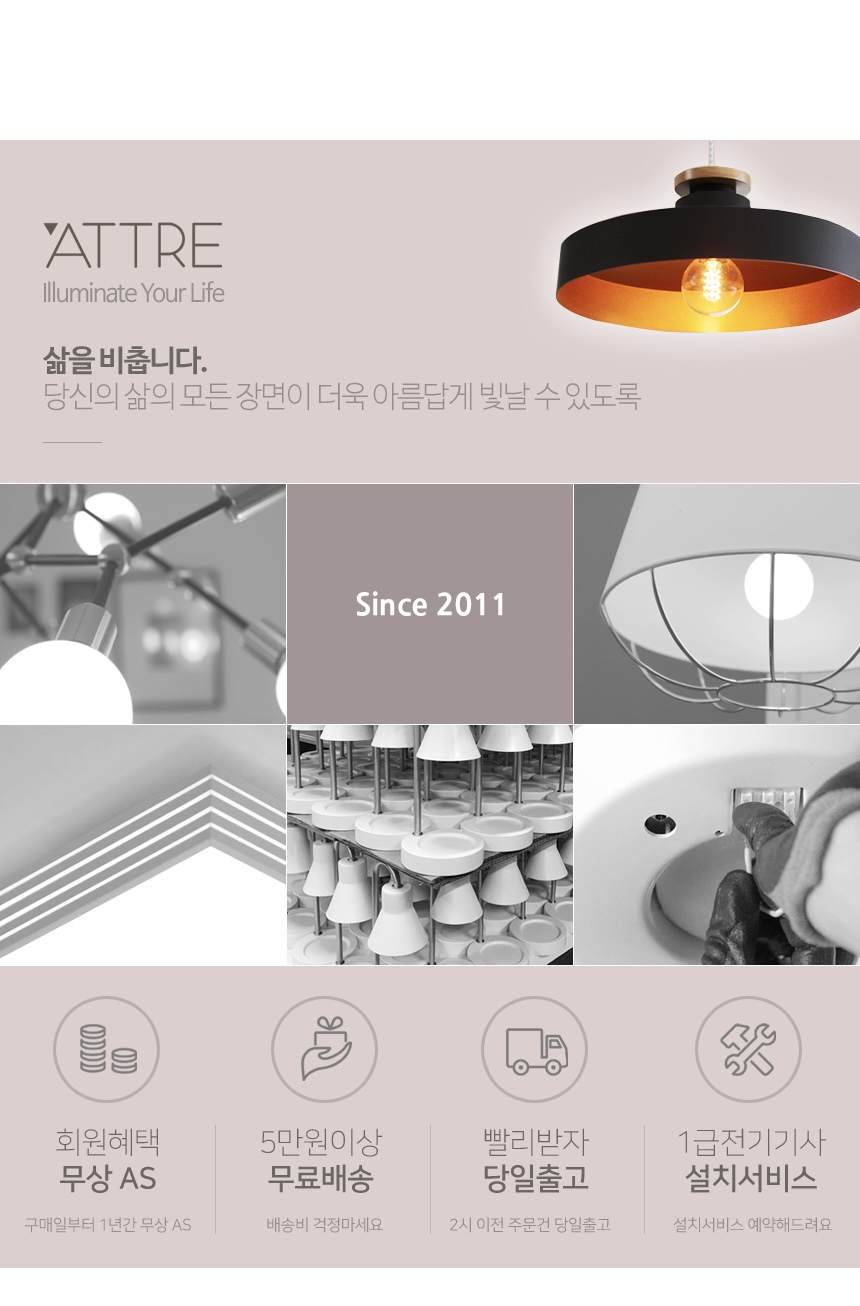 ATTRE
Illuminate Your Life
삶을 비춥니다.
당신의 삶의 모든 장면이 더욱 아름답게 빛날 수 있도록
Since 2011
회원혜택
무상 AS
구매일부터 1년간 무상 AS
5만원이상
무료배송
배송비 걱정마세요
빨리받자
당일출고
2시 이전 주문건 당일출고
1급전기기사
설치서비스
설치서비스 예약해드려요